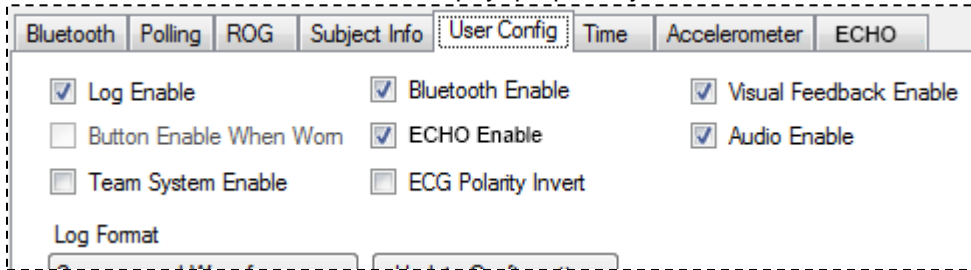 Bluetooth Polling ROG Subject Info User Config Time Accelerometer ECHO
Log Enable Bluetooth Enable Visual Feedback Enable
Button Enable When Worn ECHO Enable Audio Enable
Team System Enable ECG Polarity Invert
Log Format